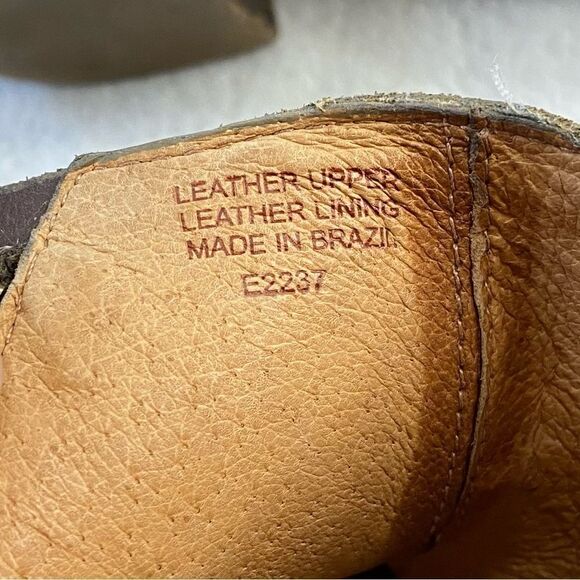 LEATHER UPPER
LEATHER LINING
MADE IN BRAZIL
E2237